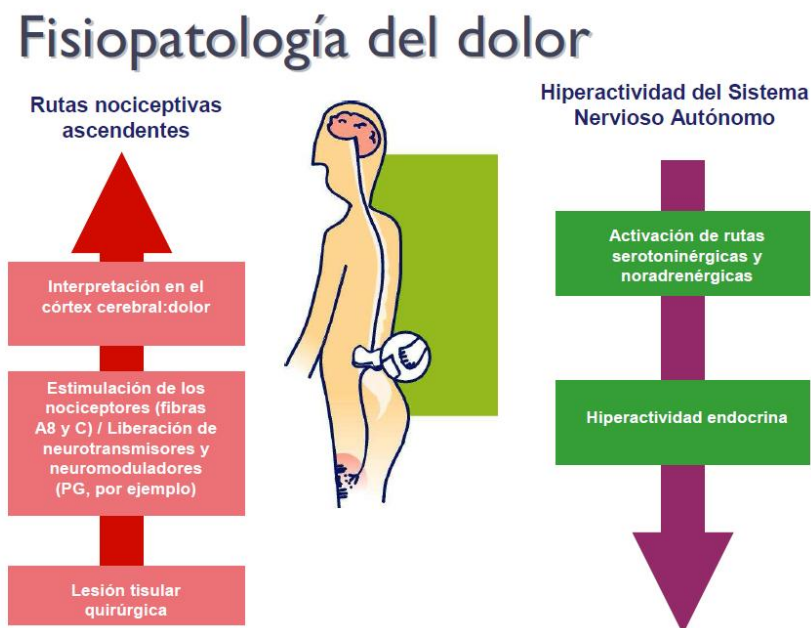 Fisiopatología del dolor
Rutas nociceptivas
ascendentes
Interpretación en el
córtex cerebral:dolor
Estimulación de los
nociceptores (fibras
A8 y C) / Liberación de
neurotransmisores y
neuromoduladores
(PG, por ejemplo)
Lesión tisular
quirúrgica
Hiperactividad del Sistema
Nervioso Autónomo
Activación de rutas
serotoninérgicas y
noradrenérgicas
Hiperactividad endocrina